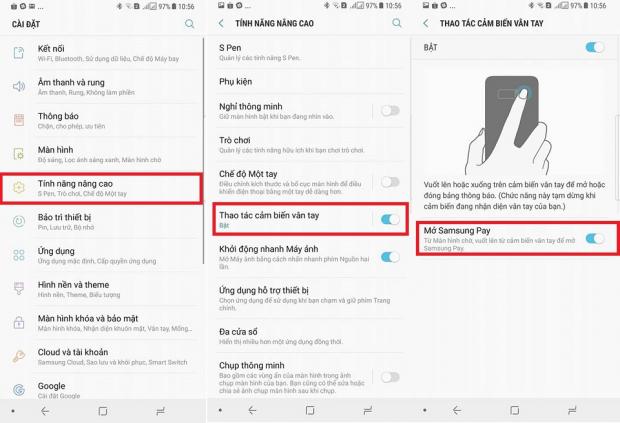 97% 10:56
CÀI ĐẶT
Kết nối
Wi-Fi, Bluetooth, Sử dụng dữ liệu, Chế độ Máy bay
Âm thanh và rung
Âm thanh, Rung, Không làm phiền
Thông báo
Chặn, cho phép, ưu tiên
Màn hình
Độ sáng, Lọc ánh sáng xanh, Màn hình chờ
Tính năng nâng cao
S Pen, Trò chơi, Chế độ Một tay
Bảo trì thiết bị
Pin, Lưu trữ, Bộ nhớ
Ứng dụng
Ứng dụng mặc định, Cấp quyền ứng dụng
Hình nền và theme
Hình nền, Theme, Biểu tượng
Màn hình khóa và bảo mật
Màn hình khóa, Nhận diện khuôn mặt, Vân tay, Mống...
Cloud và tài khoản
Samsung Cloud, Sao lưu và khôi phục, Smart Switch
Google
Cài đặt Google
97% 10:56
TÍNH NĂNG NÂNG CAO
S Pen
Quản lý các tính năng S Pen.
Phụ kiện
Nghỉ thông minh
Giữ màn hình bật khi bạn đang nhìn vào.
Trò chơi
Quản lý các tính năng hữu ích khi bạn chơi trò chơi.
Chế độ Một tay
Điều chỉnh kích thước và bố cục màn hình để điều
khiển điện thoại bằng một tay dễ dàng hơn.
Thao tác cảm biến vân tay
Bật
Khởi động nhanh Máy ảnh
Mở Máy ảnh bằng cách nhấn nhanh phím Nguồn hai
lần.
Ứng dụng hỗ trợ thiết bị
Chọn ứng dụng để sử dụng khi bạn chạm và giữ phím Trang
chính.
Đa cửa sổ
Hiển thị nhiều hơn một ứng dụng đồng thời.
Chụp thông minh
Bao gồm các vùng ẩn của màn hình trong ảnh
chụp màn hình của bạn. Bạn cũng có thể sửa hoặc
chia sẻ ảnh chụp màn hình sau khi chụp.
97% 10:56
THAO TÁC CẢM BIẾN VÂN TAY
BẬT
Vuốt lên hoặc xuống trên cảm biến vân tay để mở hoặc
đóng bảng thông báo. (Chức năng này tạm dừng khi
cảm biến đang nhận diện vân tay của bạn.)
Mở Samsung Pay
Từ Màn hình chờ, vuốt lên từ cảm biến vân tay để mở
Samsung Pay.